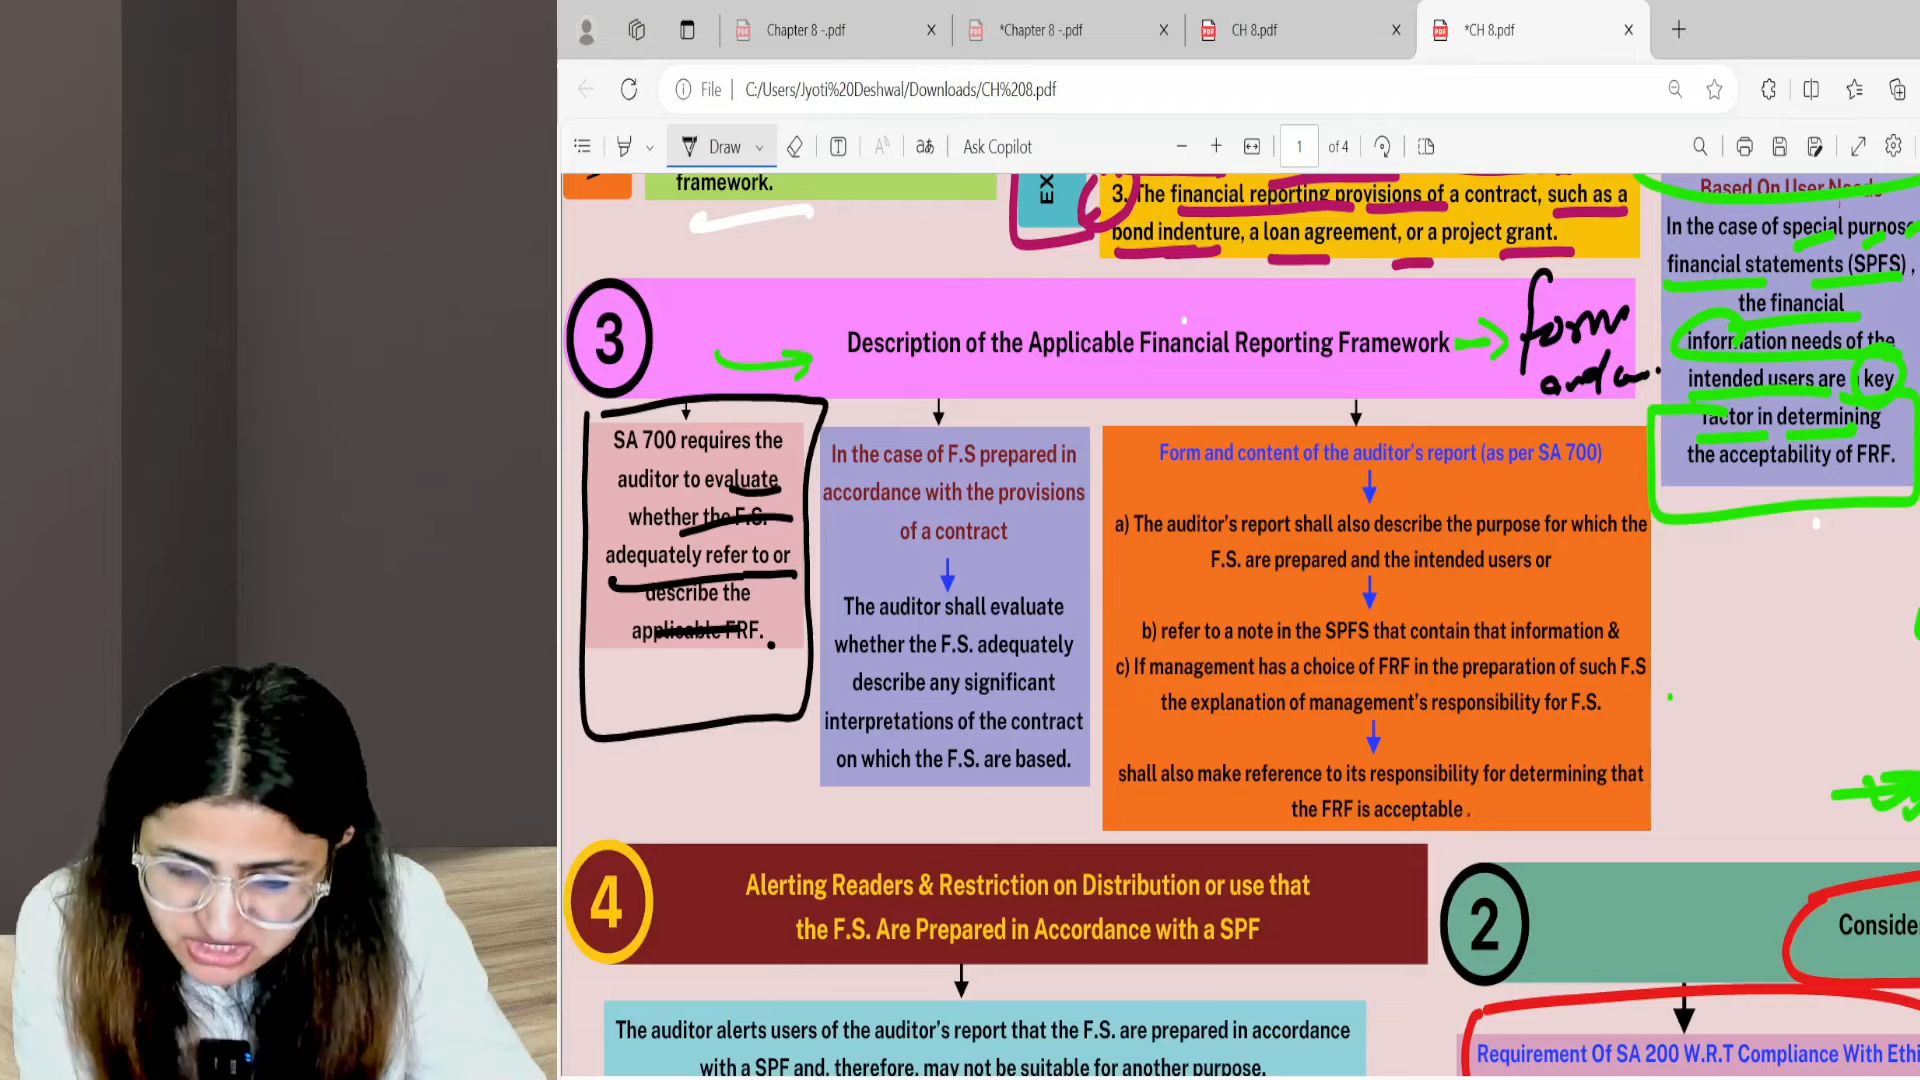 Chapter 8 -.pdf
*Chapter 8 -.pdf
CH 8.pdf
*CH 8.pdf
File
C:/Users/Jyoti%20Deshwal/Downloads/CH%208.pdf
Draw
Ask Copilot
1 of 4
framework.
EX
3. The financial reporting provisions of a contract, such as a
bond indenture, a loan agreement, or a project grant.
Based On User Needs
In the case of special purpose
financial statements (SPFS) ,
the financial
information needs of the
intended users are key
factor in determining
the acceptability of FRF.
3
Description of the Applicable Financial Reporting Framework
form
and
SA 700 requires the
auditor to evaluate
whether the F.S.
adequately refer to or
describe the
applicable FRF.
In the case of F.S prepared in
accordance with the provisions
of a contract
The auditor shall evaluate
whether the F.S. adequately
describe any significant
interpretations of the contract
on which the F.S. are based.
Form and content of the auditor's report (as per SA 700)
a) The auditor's report shall also describe the purpose for which the
F.S. are prepared and the intended users or
b) refer to a note in the SPFS that contain that information &
c) If management has a choice of FRF in the preparation of such F.S
the explanation of management's responsibility for F.S.
shall also make reference to its responsibility for determining that
the FRF is acceptable .
4
Alerting Readers & Restriction on Distribution or use that
the F.S. Are Prepared in Accordance with a SPF
The auditor alerts users of the auditor's report that the F.S. are prepared in accordance
with a SPF and, therefore, may not be suitable for another purpose.
2
Requirement Of SA 200 W.R.T Compliance With